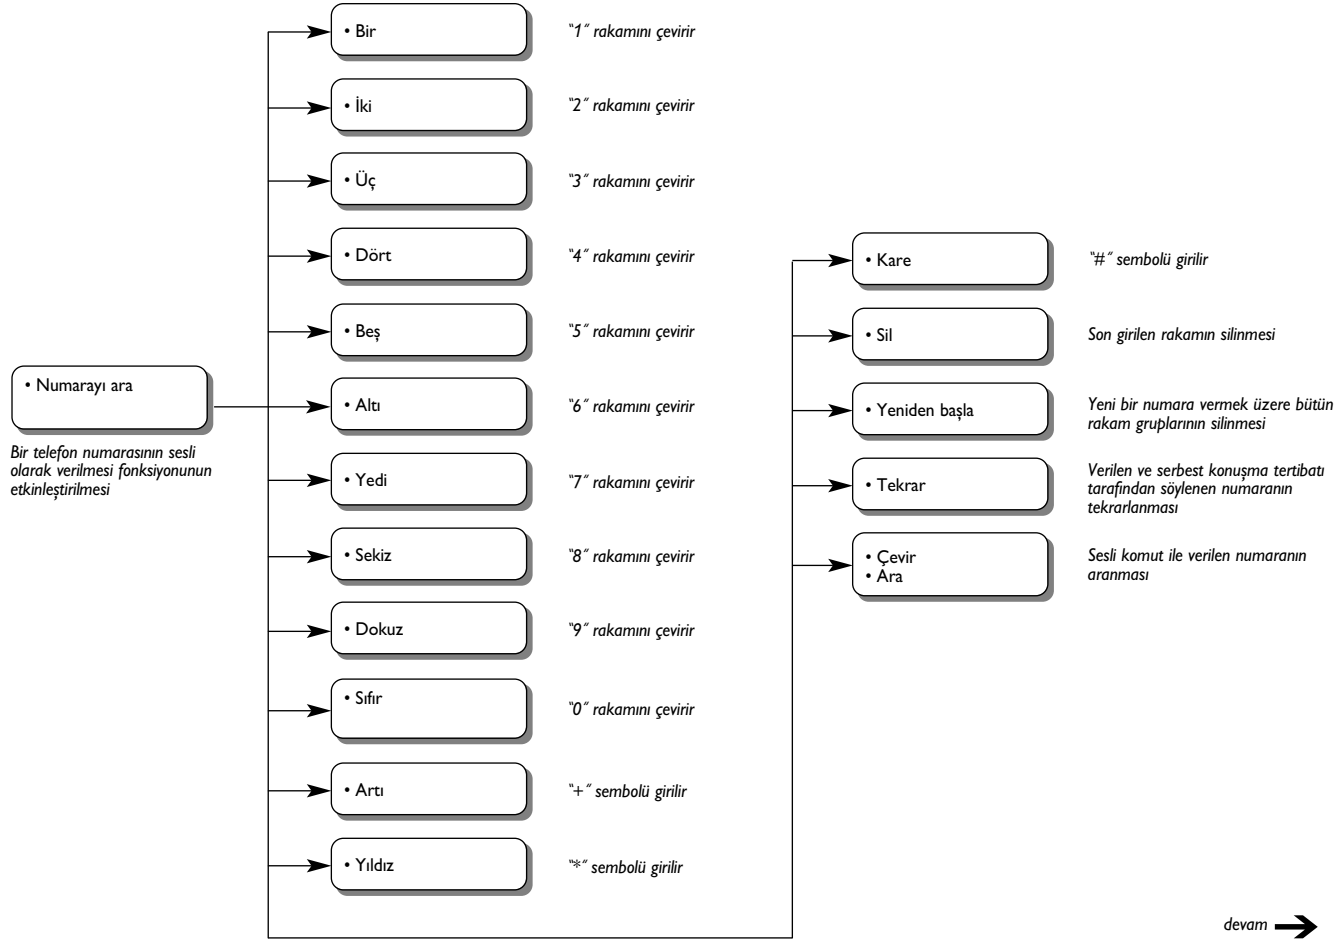 • Numarayı ara
Bir telefon numarasının sesli
olarak verilmesi fonksiyonunun
etkinleştirilmesi
• Bir
“1” rakamını çevirir
• İki
“2” rakamını çevirir
• Üç
“3” rakamını çevirir
• Dört
“4” rakamını çevirir
• Beş
“5” rakamını çevirir
• Altı
“6” rakamını çevirir
• Yedi
“7” rakamını çevirir
• Sekiz
“8” rakamını çevirir
• Dokuz
“9” rakamını çevirir
• Sıfır
“0” rakamını çevirir
• Artı
“+” sembolü girilir
• Yıldız
“*” sembolü girilir
• Kare
“#” sembolü girilir
• Sil
Son girilen rakamın silinmesi
• Yeniden başla
Yeni bir numara vermek üzere bütün
rakam gruplarının silinmesi
• Tekrar
Verilen ve serbest konuşma tertibatı
tarafından söylenen numaranın
tekrarlanması
• Çevir
• Ara
Sesli komut ile verilen numaranın
aranması
devam